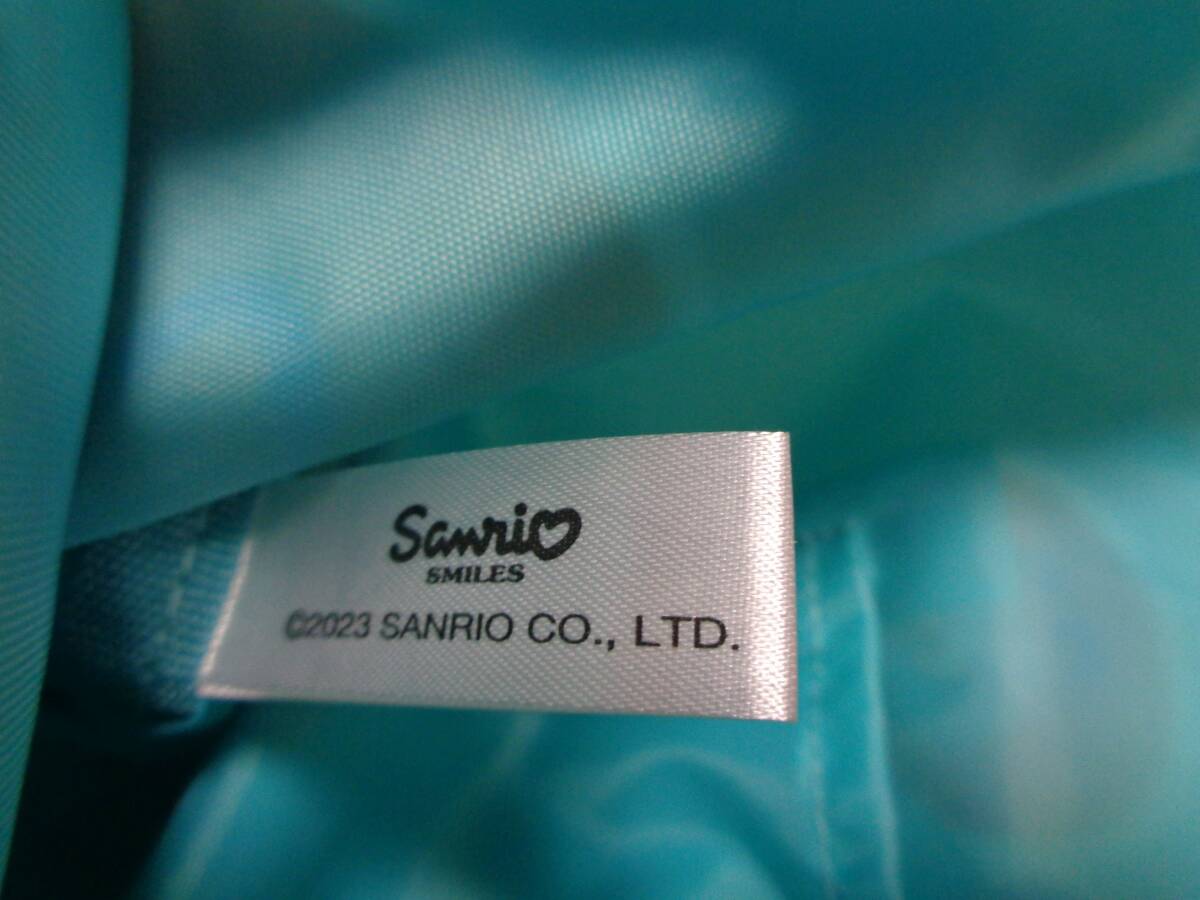 Sanrio
SMILES
©2023 SANRIO CO., LTD.